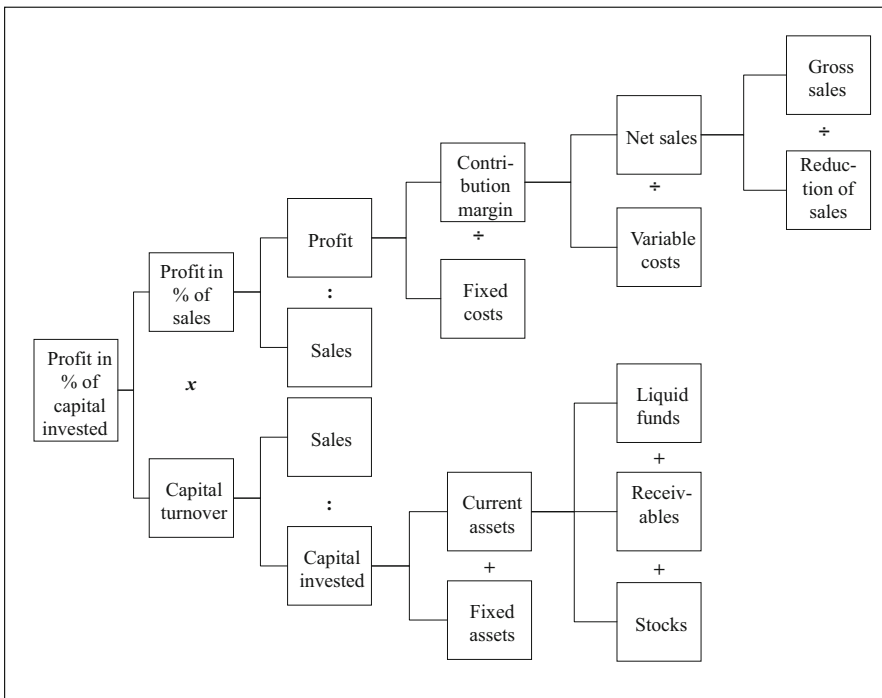 Gross
sales
÷
Reduc-
tion of
sales
Net sales
÷
Variable
costs
Contri-
bution
margin
÷
Fixed
costs
Profit
:
Sales
Profit in
% of
sales
x
Profit in
% of
capital
invested
Capital
turnover
Sales
:
Capital
invested
Current
assets
+
Fixed
assets
Liquid
funds
+
Receiv-
ables
+
Stocks